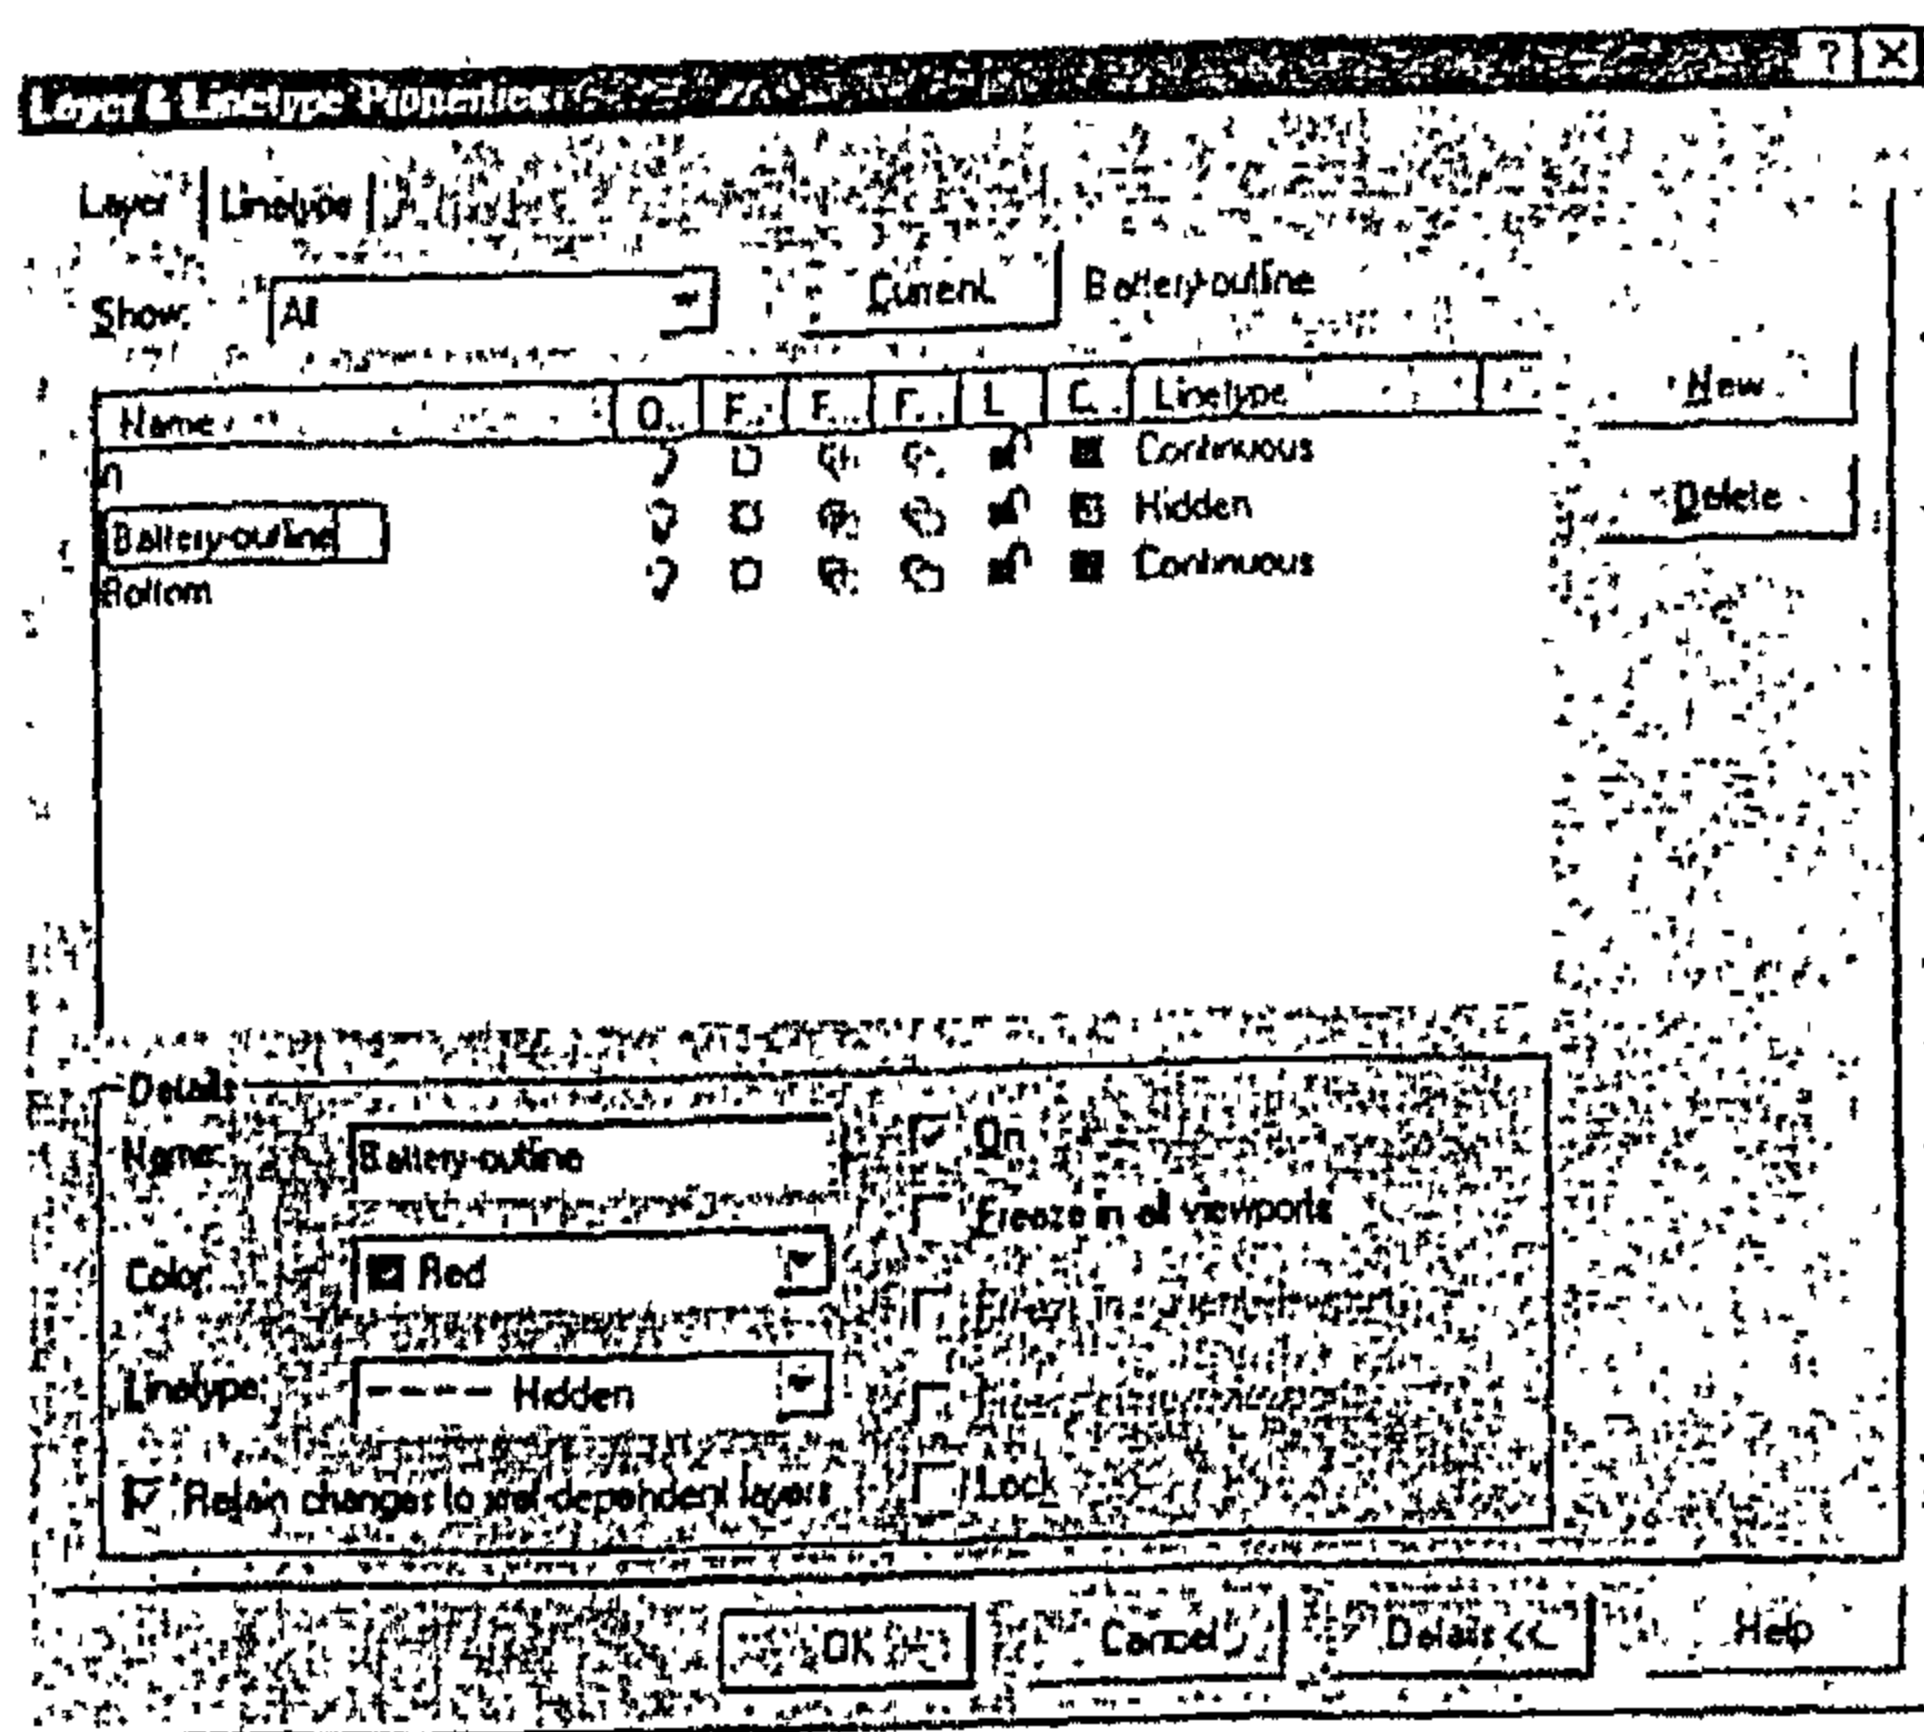 Layer & Linetype Properties
Layer Linetype
Show: All Current Battery-outline
Name O... F... F... F... L C... Linetype New
0 Continuous
Battery-outline Hidden Delete
Bottom Continuous
Details
Name: Battery-outline On
Freeze in all viewports
Color: Red
Linetype: Hidden
Retain changes to xref-dependent layers Lock
OK Cancel Details << Help